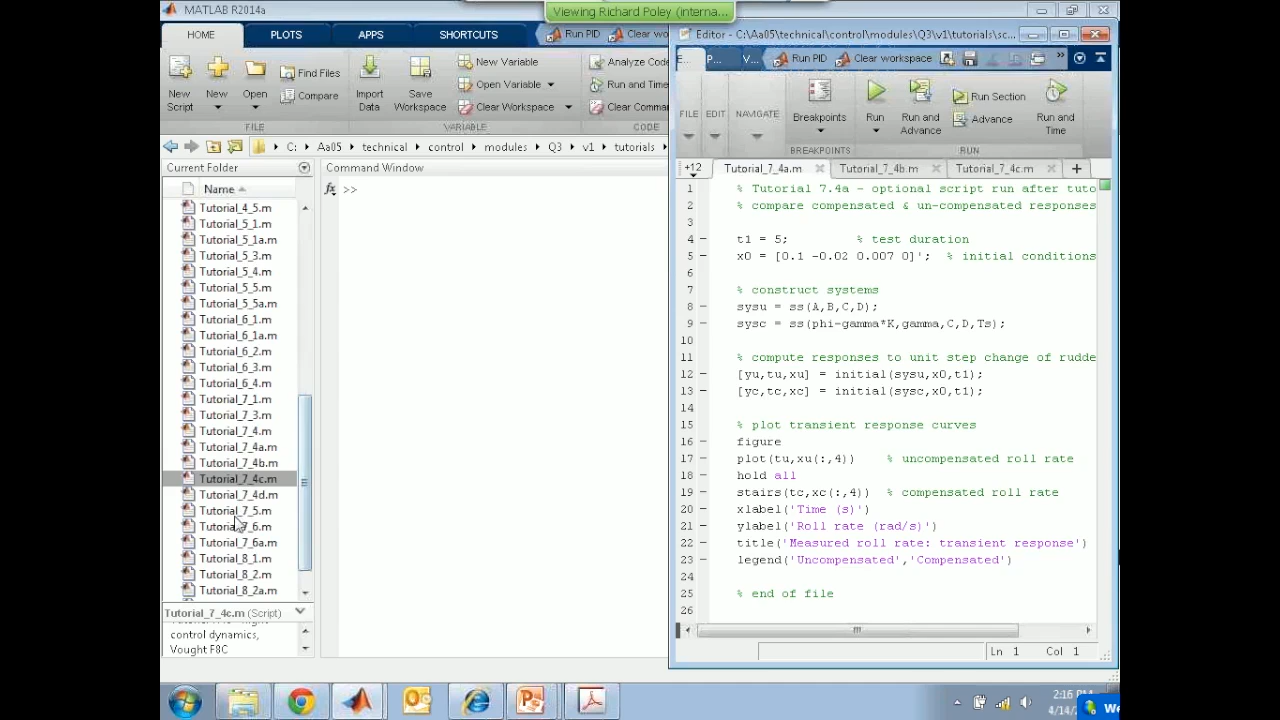 MATLAB R2014a
Viewing Richard Poley (interna...
HOME
PLOTS
APPS
SHORTCUTS
Run PID
Clear wo
New Script
New
Open
Find Files
Compare
Import Data
Save Workspace
New Variable
Open Variable
Clear Workspace
Analyze Code
Run and Time
Clear Comma
FILE
VARIABLE
CODE
C: Aa05 technical control modules Q3 v1 tutorials
Current Folder
Name
Tutorial_4_5.m
Tutorial_5_1.m
Tutorial_5_1a.m
Tutorial_5_3.m
Tutorial_5_4.m
Tutorial_5_5.m
Tutorial_5_5a.m
Tutorial_6_1.m
Tutorial_6_1a.m
Tutorial_6_2.m
Tutorial_6_3.m
Tutorial_6_4.m
Tutorial_7_1.m
Tutorial_7_3.m
Tutorial_7_4.m
Tutorial_7_4a.m
Tutorial_7_4b.m
Tutorial_7_4c.m
Tutorial_7_4d.m
Tutorial_7_5.m
Tutorial_7_6.m
Tutorial_7_6a.m
Tutorial_8_1.m
Tutorial_8_2.m
Tutorial_8_2a.m
Tutorial_7_4c.m (Script)
control dynamics,
Vought F8C
Command Window
fx >>
Editor - C:\Aa05\technical\control\modules\Q3\v1\tutorials\sc...
E...
P...
V...
Run PID
Clear workspace
FILE
EDIT
NAVIGATE
Breakpoints
Run
Run and Advance
Run Section
Advance
Run and Time
BREAKPOINTS
RUN
+12
Tutorial_7_4a.m
Tutorial_7_4b.m
Tutorial_7_4c.m
1 % Tutorial 7.4a - optional script run after tuto
2 % compare compensated & un-compensated responses
3
4 t1 = 5; % test duration
5 x0 = [0.1 -0.02 0.007 0]'; % initial conditions
6
7 % construct systems
8 sysu = ss(A,B,C,D);
9 sysc = ss(phi-gamma*K,gamma,C,D,Ts);
10
11 % compute responses to unit step change of rudde
12 [yu,tu,xu] = initial(sysu,x0,t1);
13 [yc,tc,xc] = initial(sysc,x0,t1);
14
15 % plot transient response curves
16 figure
17 plot(tu,xu(:,4)) % uncompensated roll rate
18 hold all
19 stairs(tc,xc(:,4)) % compensated roll rate
20 xlabel('Time (s)')
21 ylabel('Roll rate (rad/s)')
22 title('Measured roll rate: transient response')
23 legend('Uncompensated','Compensated')
24
25 % end of file
26
Ln 1 Col 1
2:16 PM
4/14/2
We